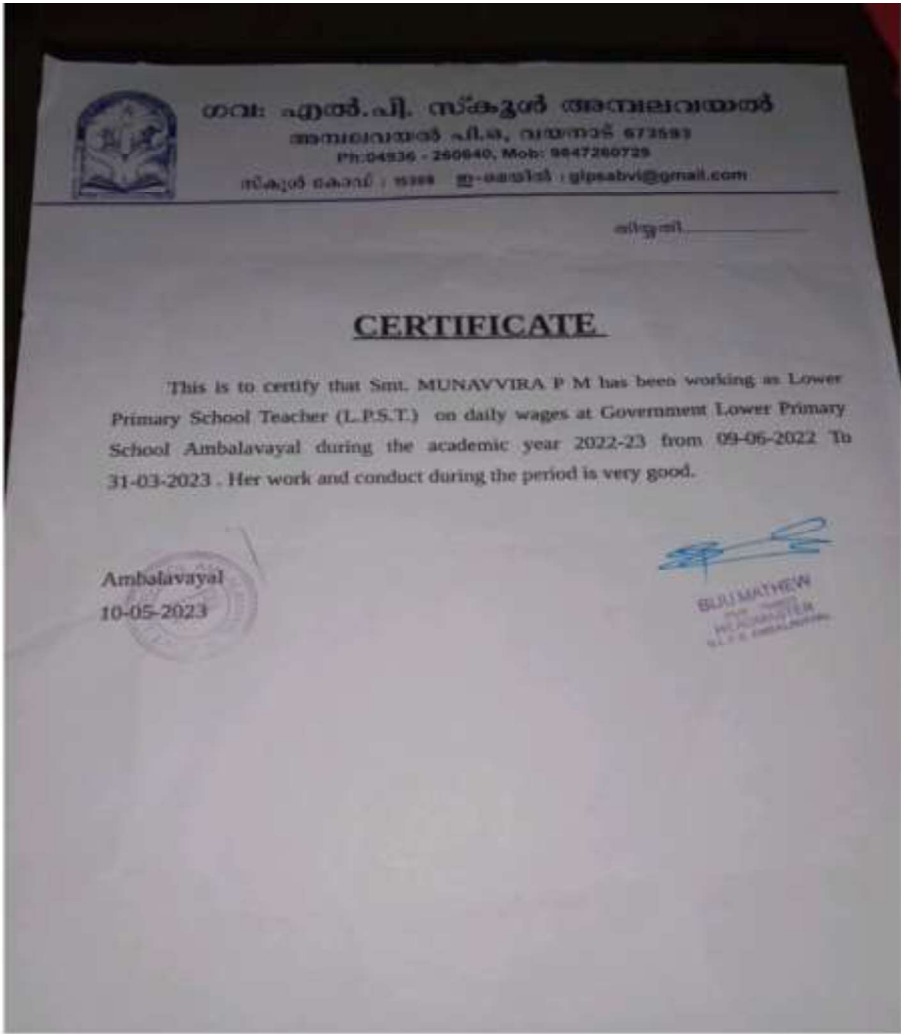 ഗവ: എൽ.പി. സ്കൂൾ അമ്പലവയൽ
അമ്പലവയൽ പി.ഒ, വയനാട് 673593
Ph:04936 - 260640, Mob: 9847260729
സ്കൂൾ കോഡ് : ഇ-മെയിൽ : glpsabvl@gmail.com
തിയ്യതി
CERTIFICATE
This is to certify that Smt. MUNAVVIRA P M has been working as Lower
Primary School Teacher (L.P.S.T.) on daily wages at Government Lower Primary
School Ambalavayal during the academic year 2022-23 from 09-06-2022 To
31-03-2023 . Her work and conduct during the period is very good.
Ambalavayal
10-05-2023
BIJU MATHEW
HEADMASTER
G.L.P.S. AMBALAVAYAL